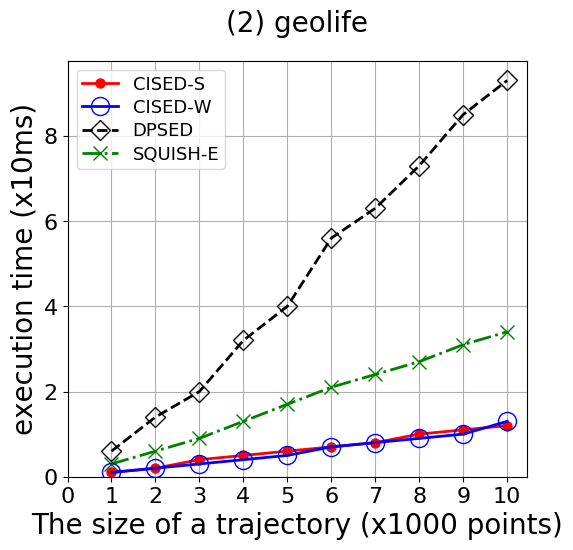 (2) geolife
execution time (x10ms)
CISED-S
CISED-W
DPSED
SQUISH-E
8
6
4
2
0
0 1 2 3 4 5 6 7 8 9 10
The size of a trajectory (x1000 points)